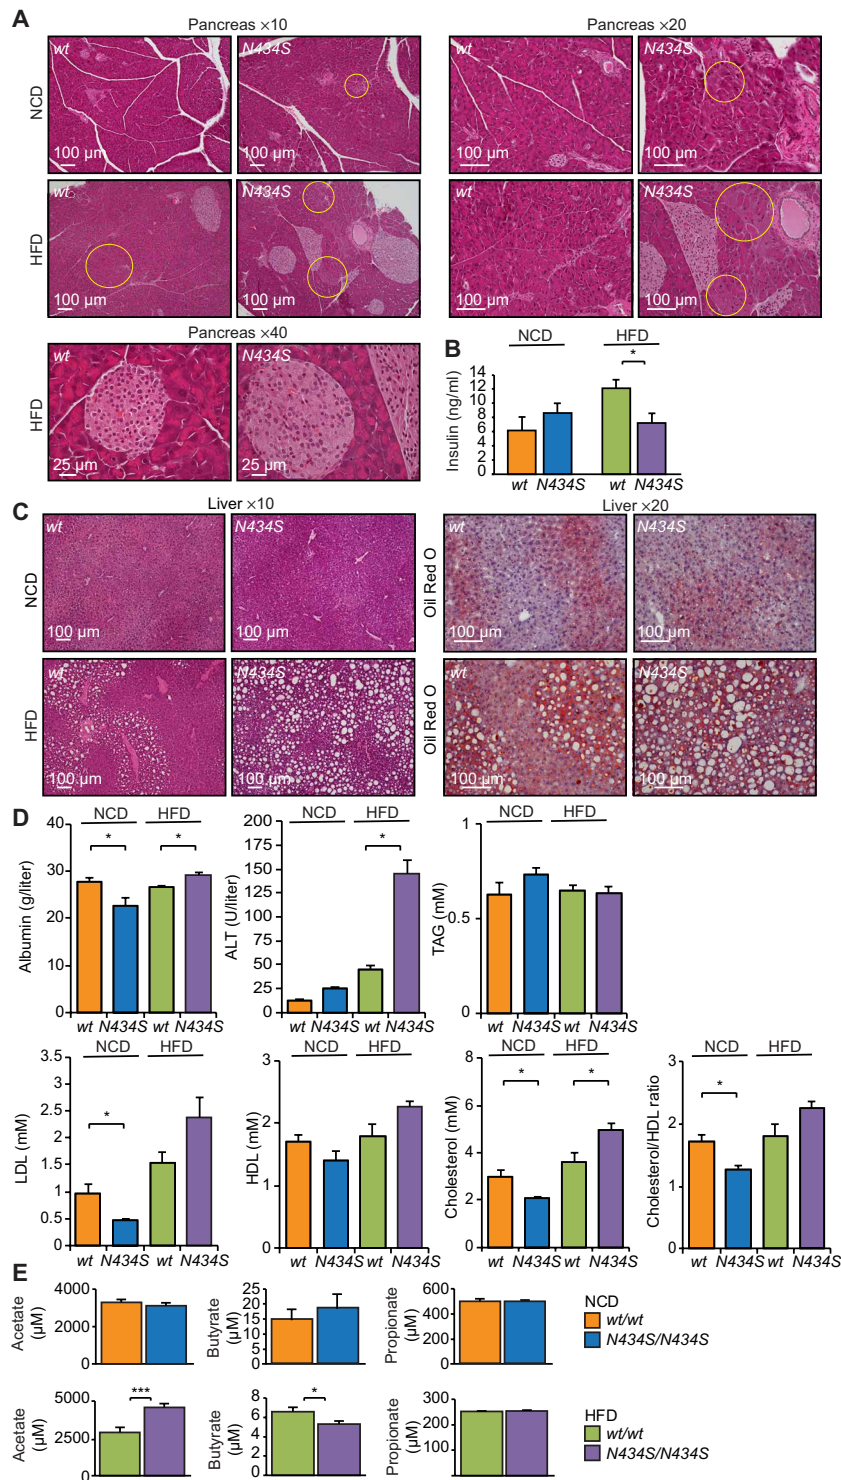 A
Pancreas ×10
Pancreas ×20
NCD
wt
100 µm
N434S
100 µm
wt
100 µm
N434S
100 µm
HFD
wt
100 µm
N434S
100 µm
wt
100 µm
N434S
100 µm
Pancreas ×40
HFD
wt
25 µm
N434S
25 µm
B
NCD
HFD
*
Insulin (ng/ml)
14
12
10
8
6
4
2
0
wt N434S
wt N434S
C
Liver ×10
Liver ×20
NCD
wt
100 µm
N434S
100 µm
Oil Red O
wt
100 µm
N434S
100 µm
HFD
wt
100 µm
N434S
100 µm
Oil Red O
wt
100 µm
N434S
100 µm
D
NCD HFD
* *
Albumin (g/liter)
40
30
20
10
0
wt N434S wt N434S
NCD HFD
*
ALT (U/liter)
200
175
150
125
100
75
50
25
0
wt N434S wt N434S
NCD HFD
TAG (mM)
1
0.5
0
wt N434S wt N434S
NCD HFD
*
LDL (mM)
3.5
3
2.5
2
1.5
1
0.5
0
wt N434S wt N434S
NCD HFD
HDL (mM)
3
2
1
0
wt N434S wt N434S
NCD HFD
* *
Cholesterol (mM)
8
6
4
2
0
wt N434S wt N434S
NCD HFD
*
Cholesterol/HDL ratio
3
2
1
0
wt N434S wt N434S
E
Acetate
(µM)
4000
2000
0
Butyrate
(µM)
25
20
15
10
5
0
Propionate
(µM)
600
400
200
0
NCD
wt/wt
N434S/N434S
Acetate
(µM)
5000
2500
0
***
Butyrate
(µM)
8
6
4
2
0
*
Propionate
(µM)
300
200
100
0
HFD
wt/wt
N434S/N434S